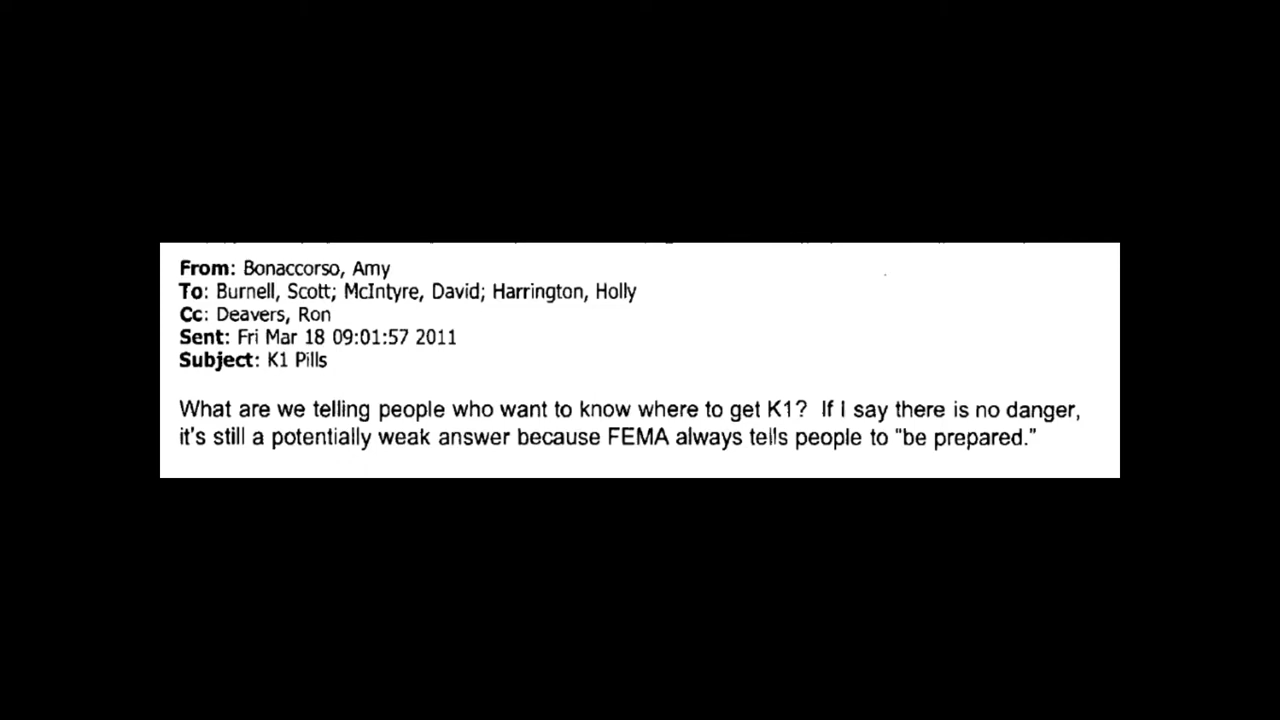 From: Bonaccorso, Amy
To: Burnell, Scott; McIntyre, David; Harrington, Holly
Cc: Deavers, Ron
Sent: Fri Mar 18 09:01:57 2011
Subject: K1 Pills
What are we telling people who want to know where to get K1? If I say there is no danger,
it's still a potentially weak answer because FEMA always tells people to "be prepared."